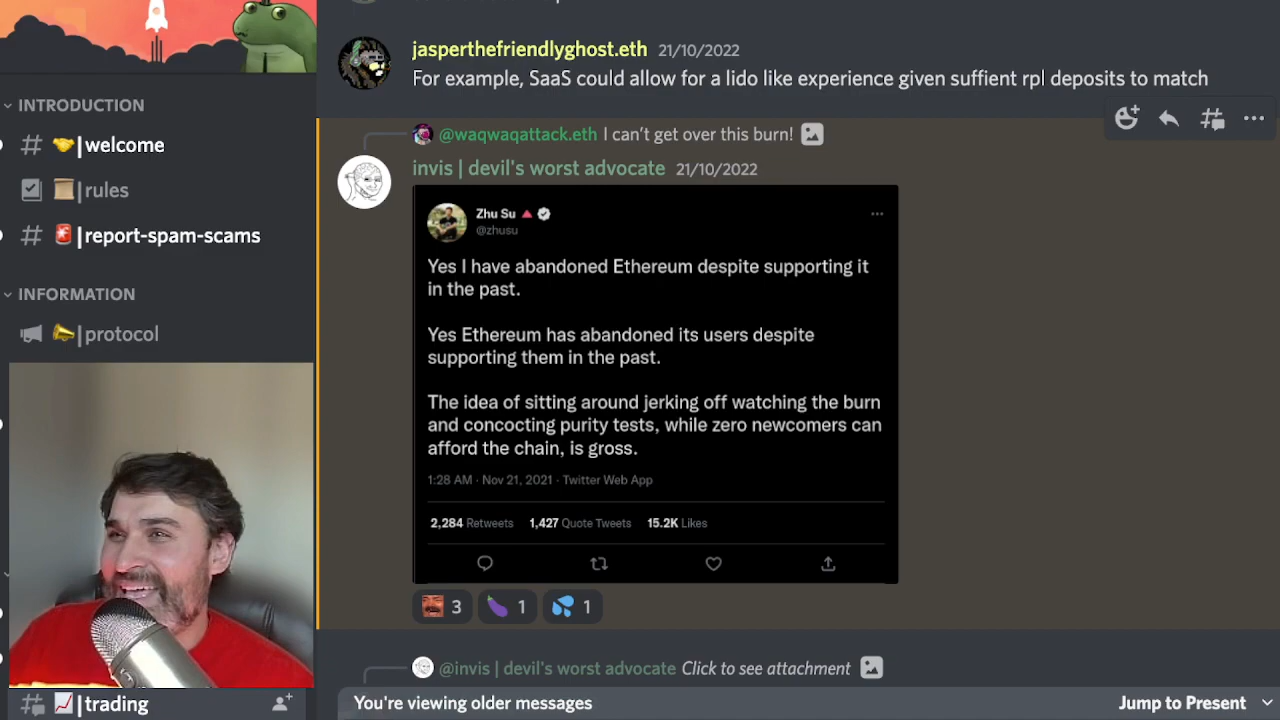 INTRODUCTION
|welcome
|rules
|report-spam-scams
INFORMATION
|protocol
|trading
jasperthefriendlyghost.eth 21/10/2022
For example, SaaS could allow for a lido like experience given suffient rpl deposits to match
@waqwaqattack.eth I can't get over this burn!
invis | devil's worst advocate 21/10/2022
Zhu Su
@zhusu
Yes I have abandoned Ethereum despite supporting it
in the past.
Yes Ethereum has abandoned its users despite
supporting them in the past.
The idea of sitting around jerking off watching the burn
and concocting purity tests, while zero newcomers can
afford the chain, is gross.
1:28 AM · Nov 21, 2021 · Twitter Web App
2,284 Retweets 1,427 Quote Tweets 15.2K Likes
3 1 1
@invis | devil's worst advocate Click to see attachment
You're viewing older messages Jump to Present